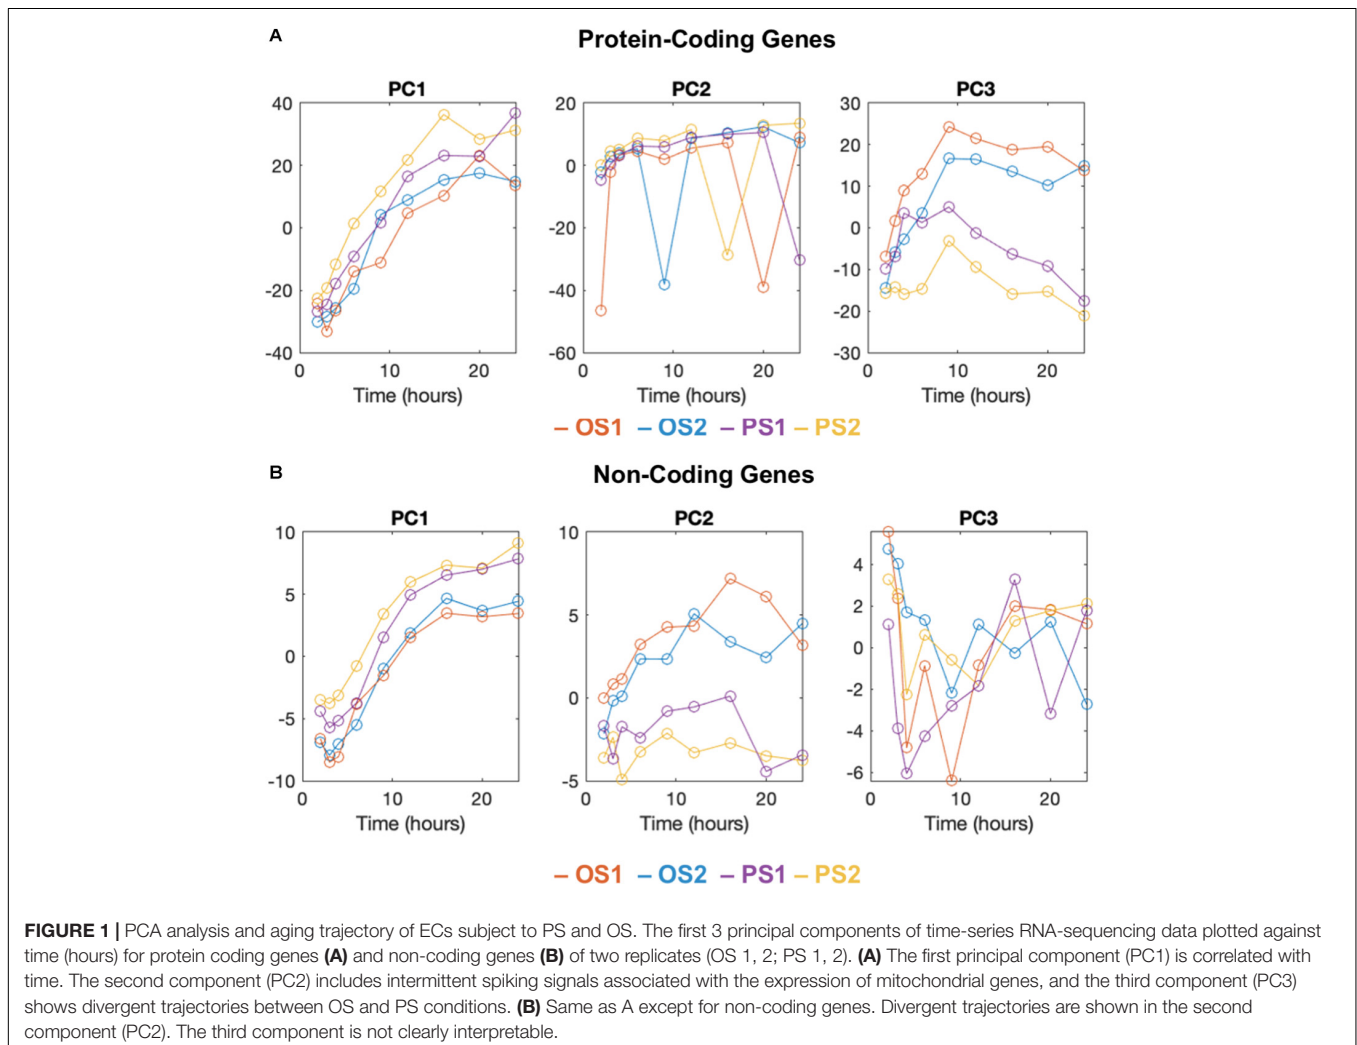 A
Protein-Coding Genes
PC1
PC2
PC3
40
20
0
-20
-40
0
10
20
Time (hours)
20
0
-20
-40
-60
0
10
20
Time (hours)
30
20
10
0
-10
-20
-30
0
10
20
Time (hours)
– OS1 – OS2 – PS1 – PS2
B
Non-Coding Genes
PC1
PC2
PC3
10
5
0
-5
-10
0
10
20
Time (hours)
10
5
0
-5
0
10
20
Time (hours)
4
2
0
-2
-4
-6
0
10
20
Time (hours)
– OS1 – OS2 – PS1 – PS2
FIGURE 1 | PCA analysis and aging trajectory of ECs subject to PS and OS. The first 3 principal components of time-series RNA-sequencing data plotted against
time (hours) for protein coding genes (A) and non-coding genes (B) of two replicates (OS 1, 2; PS 1, 2). (A) The first principal component (PC1) is correlated with
time. The second component (PC2) includes intermittent spiking signals associated with the expression of mitochondrial genes, and the third component (PC3)
shows divergent trajectories between OS and PS conditions. (B) Same as A except for non-coding genes. Divergent trajectories are shown in the second
component (PC2). The third component is not clearly interpretable.